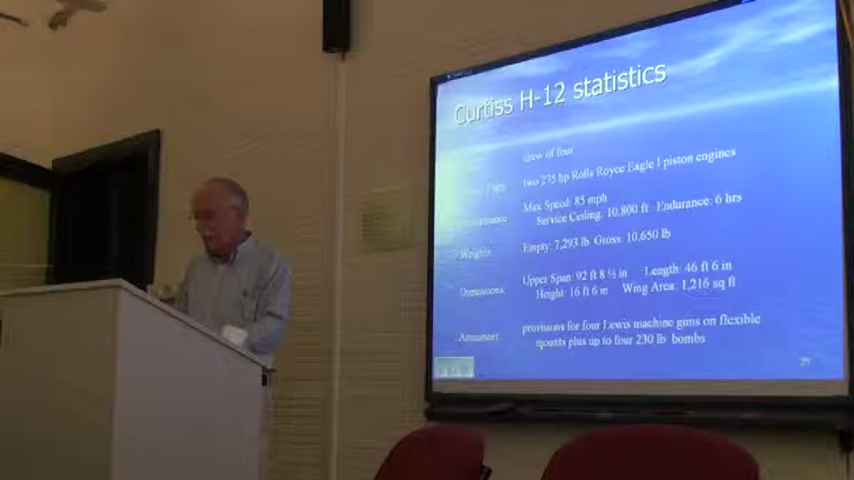 Curtiss H-12 statistics
crew of four
two 275 hp Rolls Royce Eagle I piston engines
Max Speed: 85 mph
Service Ceiling: 10,800 ft Endurance: 6 hrs
Weights: Empty: 7,293 lb Gross: 10,650 lb
Upper Span: 92 ft 8 ½ in Length: 46 ft 6 in
Dimensions: Height: 16 ft 6 in Wing Area: 1,216 sq ft
provisions for four Lewis machine guns on flexible
mounts plus up to four 230 lb bombs